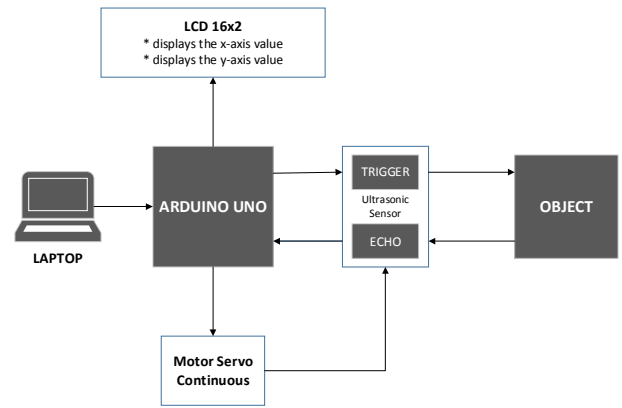 LCD 16x2
* displays the x-axis value
* displays the y-axis value
TRIGGER
ARDUINO UNO
Ultrasonic
Sensor
OBJECT
ECHO
LAPTOP
Motor Servo
Continuous